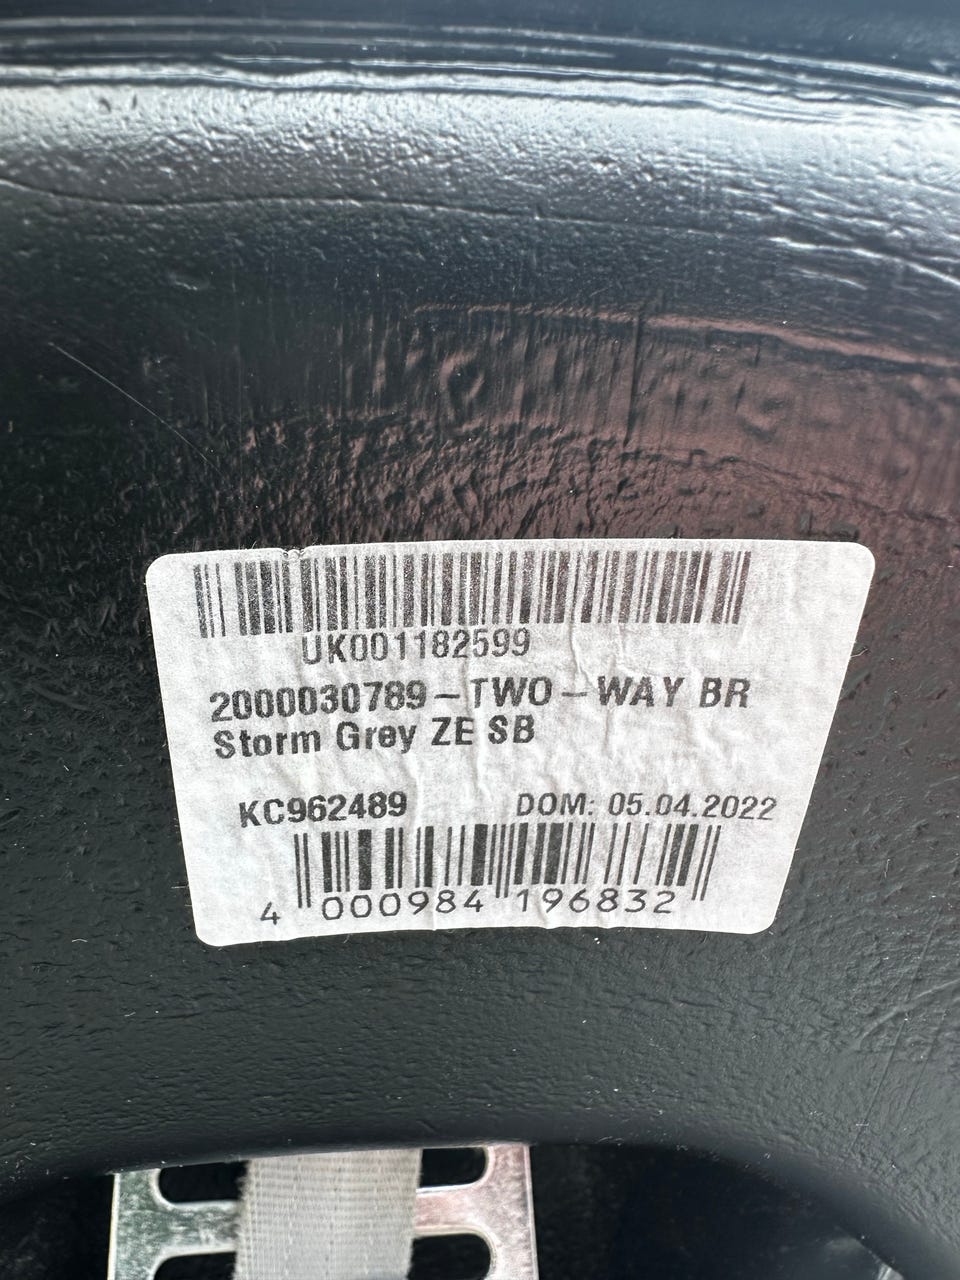 UK001182599
2000030789-TWO-WAY BR
Storm Grey ZE SB
KC962489 DOM: 05.04.2022
4 000984 196832